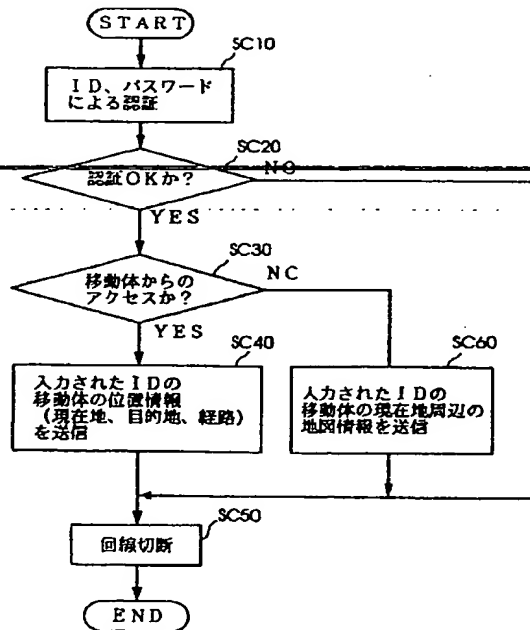 START
SC10
ID、パスワード
による認証
SC20
認証OKか?
NO
YES
SC30
移動体からの
アクセスか?
NC
YES
SC40
入力されたIDの
移動体の位置情報
(現在地、目的地、経路)
を送信
SC60
入力されたIDの
移動体の現在地周辺の
地図情報を送信
SC50
回線切断
END